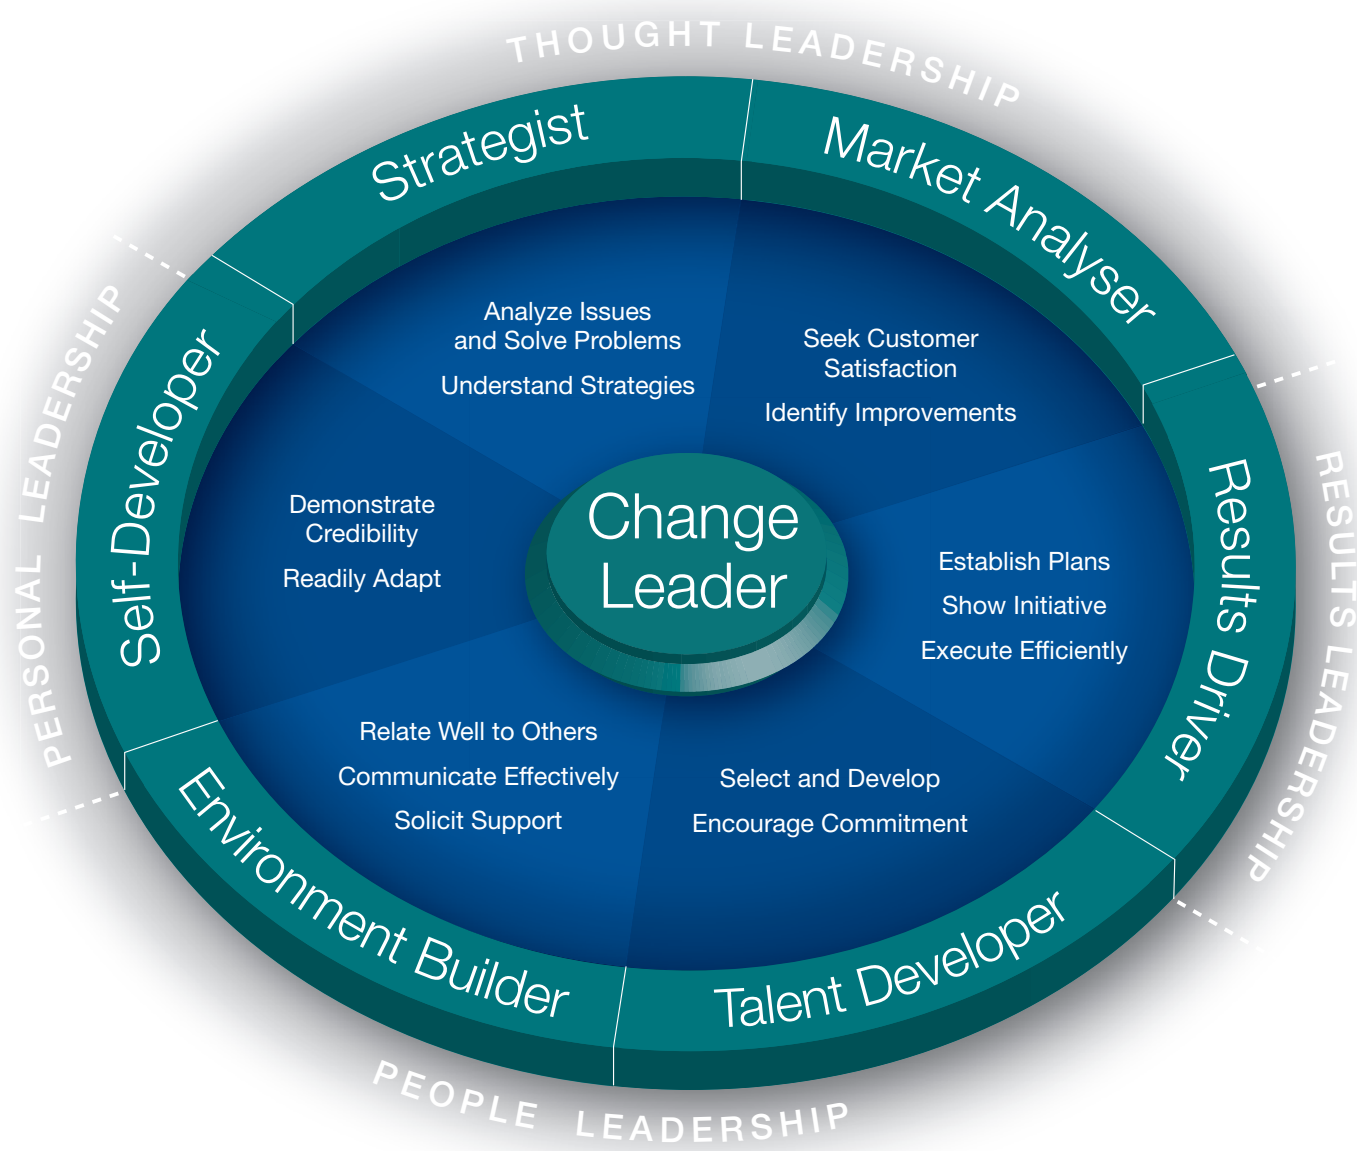 THOUGHT LEADERSHIP
Strategist
Market Analyser
Analyze Issues
and Solve Problems
Understand Strategies
Seek Customer
Satisfaction
Identify Improvements
PERSONAL LEADERSHIP
Self-Developer
Demonstrate
Credibility
Readily Adapt
Change
Leader
Establish Plans
Show Initiative
Execute Efficiently
Results Driver
RESULTS LEADERSHIP
Relate Well to Others
Communicate Effectively
Solicit Support
Select and Develop
Encourage Commitment
Environment Builder
Talent Developer
PEOPLE LEADERSHIP